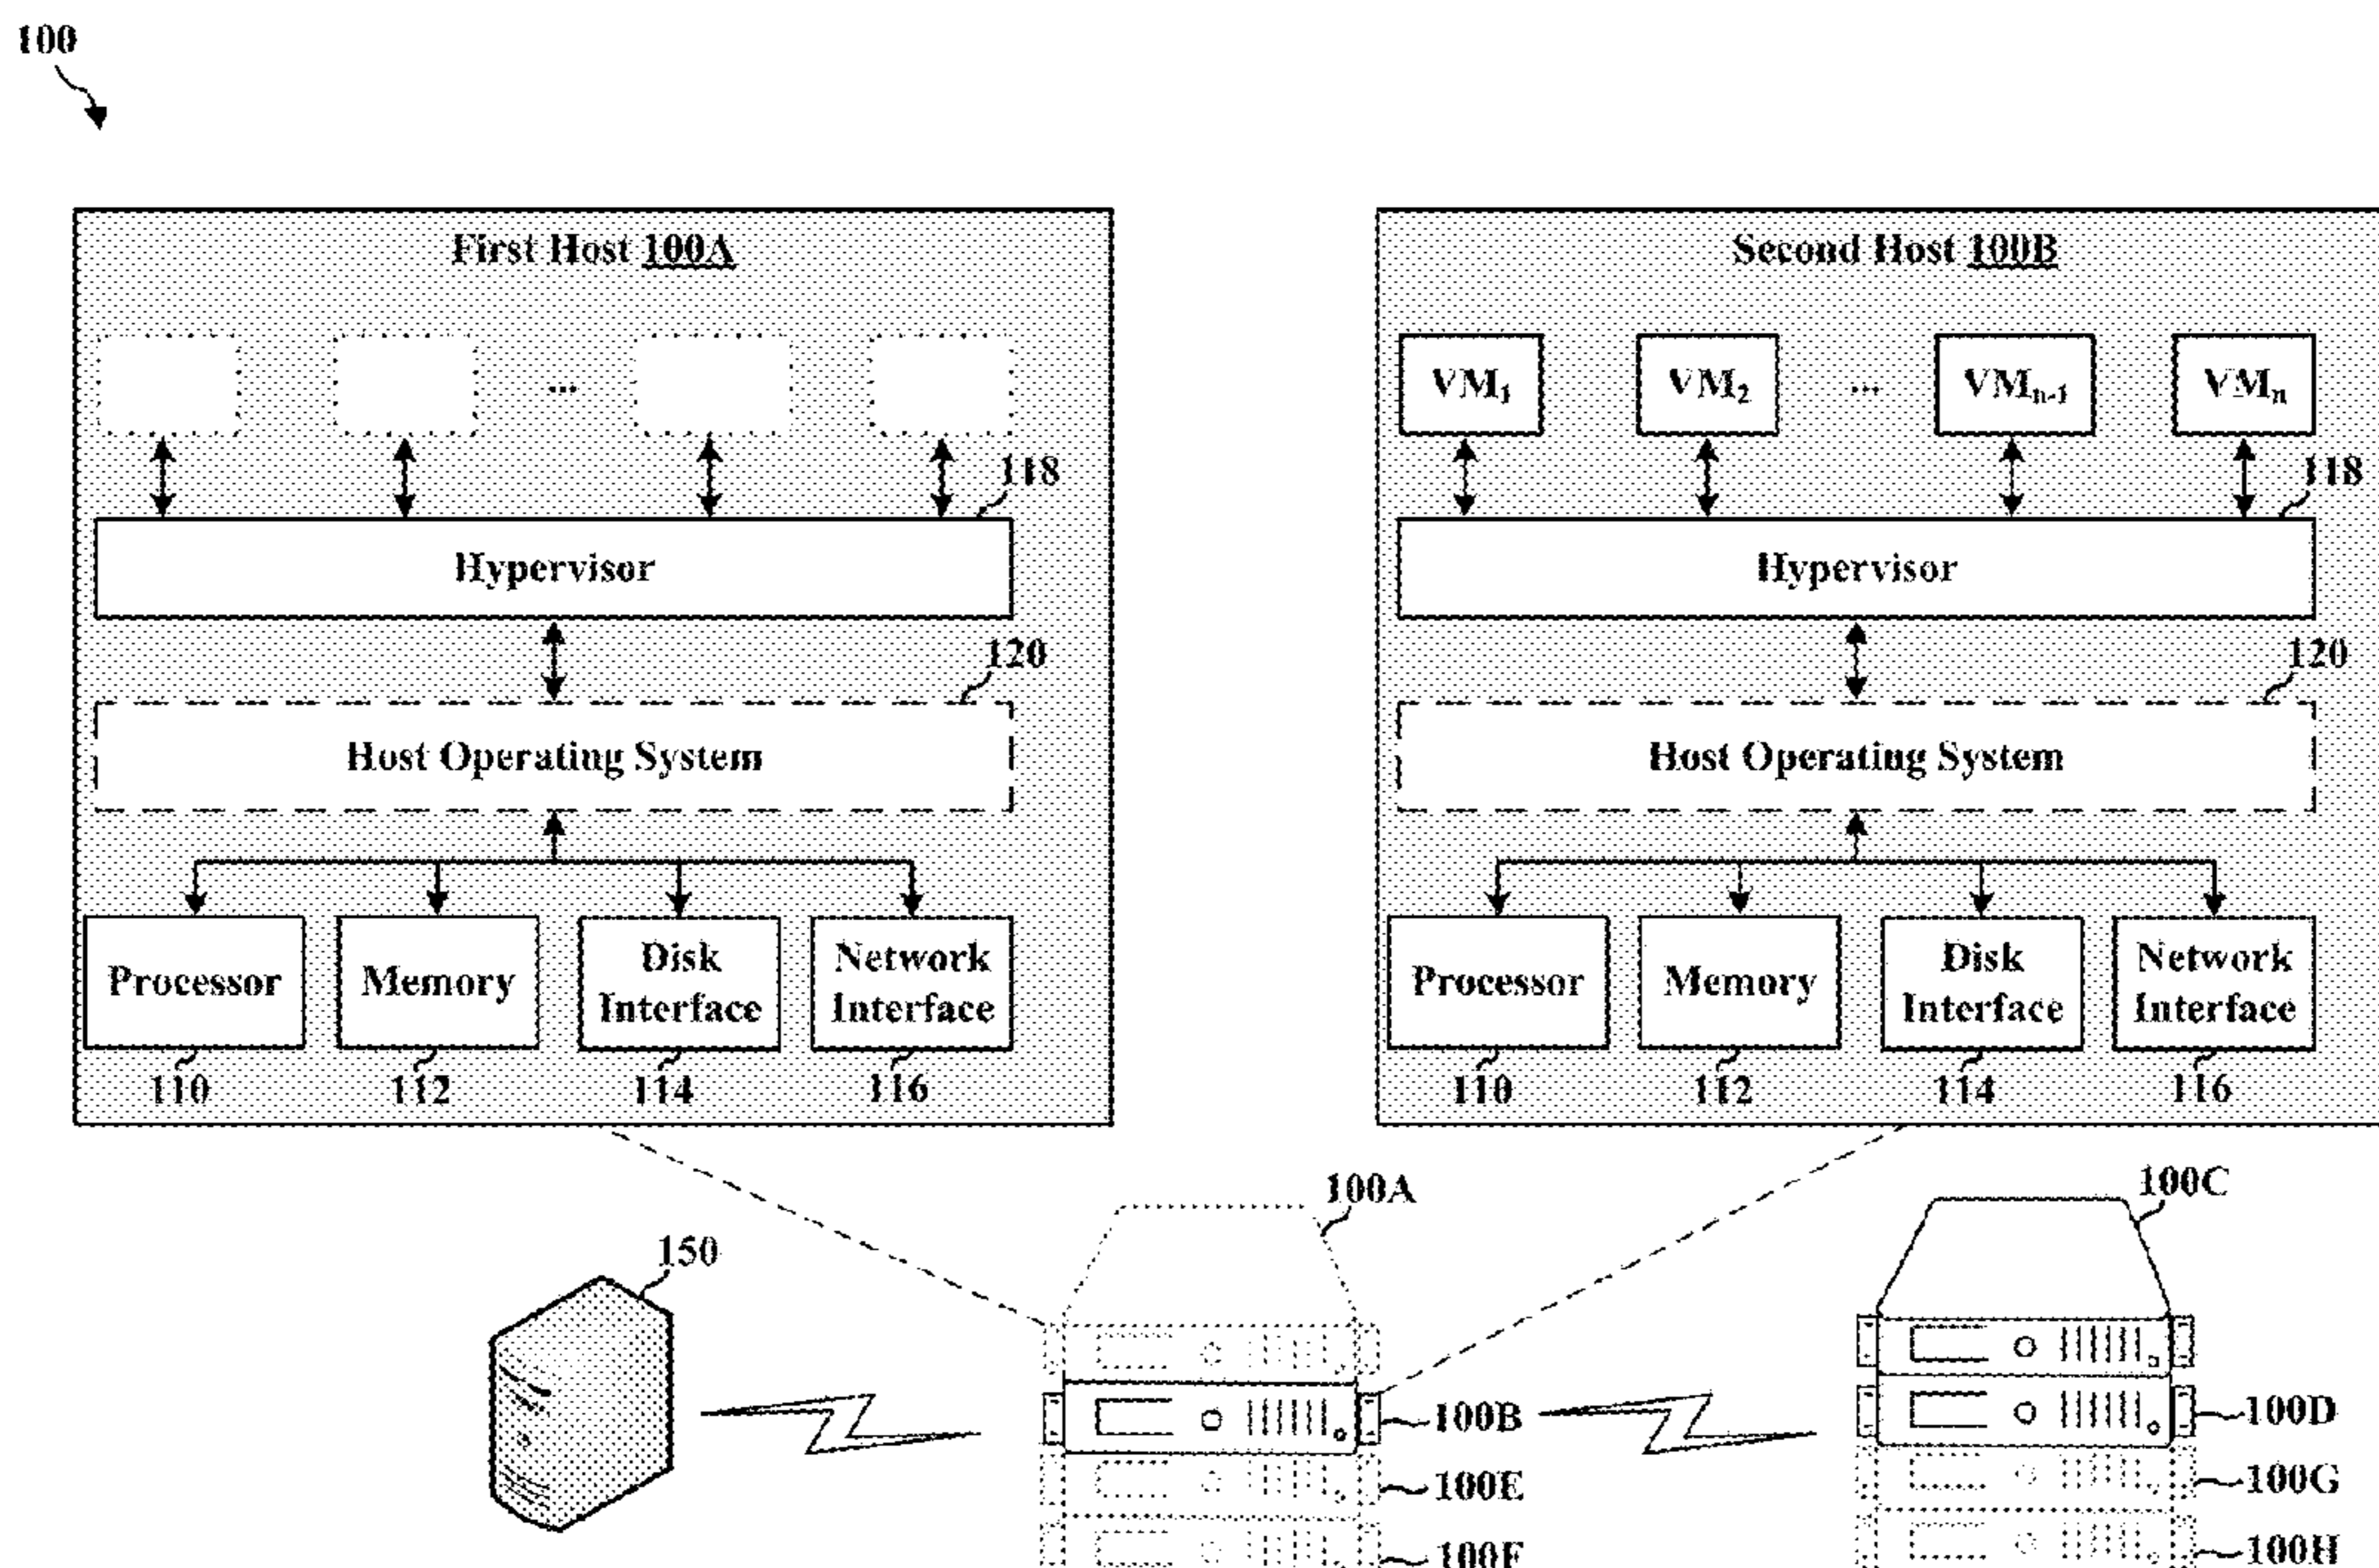 100
First Host 100A
...
118
Hypervisor
120
Host Operating System
Processor
Memory
Disk
Interface
Network
Interface
110
112
114
116
Second Host 100B
VM1
VM2
...
VMn-1
VMn
118
Hypervisor
120
Host Operating System
Processor
Memory
Disk
Interface
Network
Interface
110
112
114
116
150
100A
100C
100B
100D
100E
100G
100F
100H